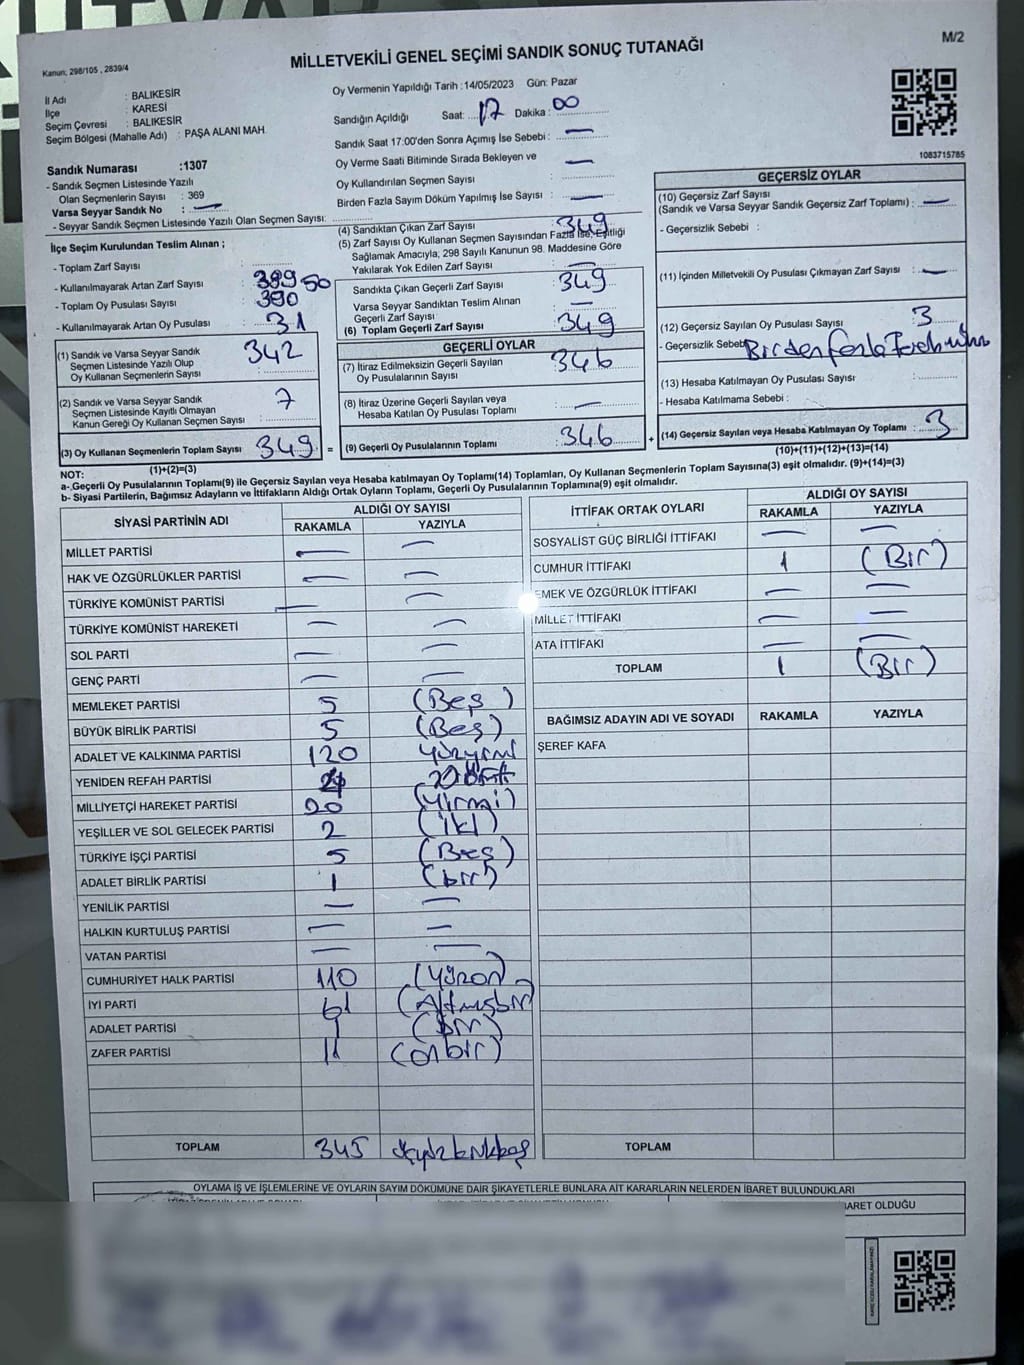 M/2
MİLLETVEKİLİ GENEL SEÇİMİ SANDIK SONUÇ TUTANAĞI
Kanun; 298/105 , 2839/4
İl Adı : BALIKESİR
İlçe : KARESİ
Seçim Çevresi : BALIKESİR
Seçim Bölgesi (Mahalle Adı) : PAŞA ALANI MAH.
Sandık Numarası :1307
- Sandık Seçmen Listesinde Yazılı
Olan Seçmenlerin Sayısı : 369
Varsa Seyyar Sandık No : —
- Seyyar Sandık Seçmen Listesinde Yazılı Olan Seçmen Sayısı:
Oy Vermenin Yapıldığı Tarih :14/05/2023 Gün: Pazar
Sandığın Açıldığı Saat: 17 Dakika: 00
Sandık Saat 17:00'den Sonra Açımış İse Sebebi : —
Oy Verme Saati Bitiminde Sırada Bekleyen ve —
Oy Kullandırılan Seçmen Sayısı :
Birden Fazla Sayım Döküm Yapılmış İse Sayısı : —
1083715785
İlçe Seçim Kurulundan Teslim Alınan ;
- Toplam Zarf Sayısı :
- Kullanılmayarak Artan Zarf Sayısı : 50
- Toplam Oy Pusulası Sayısı :
- Kullanılmayarak Artan Oy Pusulası : 31
(1) Sandık ve Varsa Seyyar Sandık
Seçmen Listesinde Yazılı Olup
Oy Kullanan Seçmenlerin Sayısı : 342
(2) Sandık ve Varsa Seyyar Sandık
Seçmen Listesinde Kayıtlı Olmayan
Kanun Gereği Oy Kullanan Seçmen Sayısı : 7
(3) Oy Kullanan Seçmenlerin Toplam Sayısı : 349
(1)+(2)=(3)
(4) Sandıktan Çıkan Zarf Sayısı : 349
(5) Zarf Sayısı Oy Kullanan Seçmen Sayısından Fazla İse, Eşitliği
Sağlamak Amacıyla, 298 Sayılı Kanunun 98. Maddesine Göre
Yakılarak Yok Edilen Zarf Sayısı : —
Sandıkta Çıkan Geçerli Zarf Sayısı : 349
Varsa Seyyar Sandıktan Teslim Alınan
Geçerli Zarf Sayısı : —
(6) Toplam Geçerli Zarf Sayısı : 349
GEÇERLİ OYLAR
(7) İtiraz Edilmeksizin Geçerli Sayılan
Oy Pusulalarının Sayısı : 346
(8) İtiraz Üzerine Geçerli Sayılan veya
Hesaba Katılan Oy Pusulası Toplamı : —
= (9) Geçerli Oy Pusulalarının Toplamı : 346
GEÇERSİZ OYLAR
(10) Geçersiz Zarf Sayısı
(Sandık ve Varsa Seyyar Sandık Geçersiz Zarf Toplamı) : —
- Geçersizlik Sebebi :
(11) İçinden Milletvekili Oy Pusulası Çıkmayan Zarf Sayısı : —
(12) Geçersiz Sayılan Oy Pusulası Sayısı : 3
- Geçersizlik Sebebi Birden fazla
(13) Hesaba Katılmayan Oy Pusulası Sayısı :
- Hesaba Katılmama Sebebi :
+ (14) Geçersiz Sayılan veya Hesaba Katılmayan Oy Toplamı : 3
(10)+(11)+(12)+(13)=(14)
NOT:
a- Geçerli Oy Pusulalarının Toplamı(9) ile Geçersiz Sayılan veya Hesaba katılmayan Oy Toplamı(14) Toplamları, Oy Kullanan Seçmenlerin Toplam Sayısına(3) eşit olmalıdır. (9)+(14)=(3)
b- Siyasi Partilerin, Bağımsız Adayların ve İttifakların Aldığı Ortak Oyların Toplamı, Geçerli Oy Pusulalarının Toplamına(9) eşit olmalıdır.
SİYASİ PARTİNİN ADI ALDIĞI OY SAYISI
RAKAMLA YAZIYLA
MİLLET PARTİSİ — —
HAK VE ÖZGÜRLÜKLER PARTİSİ — —
TÜRKİYE KOMÜNİST PARTİSİ — —
TÜRKİYE KOMÜNİST HAREKETİ — —
SOL PARTİ — —
GENÇ PARTİ — —
MEMLEKET PARTİSİ 5 (Beş)
BÜYÜK BİRLİK PARTİSİ 5 (Beş)
ADALET VE KALKINMA PARTİSİ 120 yüzyirmi
YENİDEN REFAH PARTİSİ
MİLLİYETÇİ HAREKET PARTİSİ 20 (Yirmi)
YEŞİLLER VE SOL GELECEK PARTİSİ 2 (iki)
TÜRKİYE İŞÇİ PARTİSİ 5 (Beş)
ADALET BİRLİK PARTİSİ 1 (bir)
YENİLİK PARTİSİ — —
HALKIN KURTULUŞ PARTİSİ — —
VATAN PARTİSİ — —
CUMHURİYET HALK PARTİSİ 110 (Yüzon)
İYİ PARTİ 61 (Altmışbir)
ADALET PARTİSİ 1 (bir)
ZAFER PARTİSİ 11 (onbir)
TOPLAM 345 üçyüzkırkbeş
İTTİFAK ORTAK OYLARI ALDIĞI OY SAYISI
RAKAMLA YAZIYLA
SOSYALİST GÜÇ BİRLİĞİ İTTİFAKI — —
CUMHUR İTTİFAKI 1 (Bir)
EMEK VE ÖZGÜRLÜK İTTİFAKI — —
MİLLET İTTİFAKI — —
ATA İTTİFAKI — —
TOPLAM 1 (Bir)
BAĞIMSIZ ADAYIN ADI VE SOYADI RAKAMLA YAZIYLA
ŞEREF KAFA
TOPLAM
OYLAMA İŞ VE İŞLEMLERİNE VE OYLARIN SAYIM DÖKÜMÜNE DAİR ŞİKAYETLERLE BUNLARA AİT KARARLARIN NELERDEN İBARET BULUNDUKLARI
BARET OLDUĞU